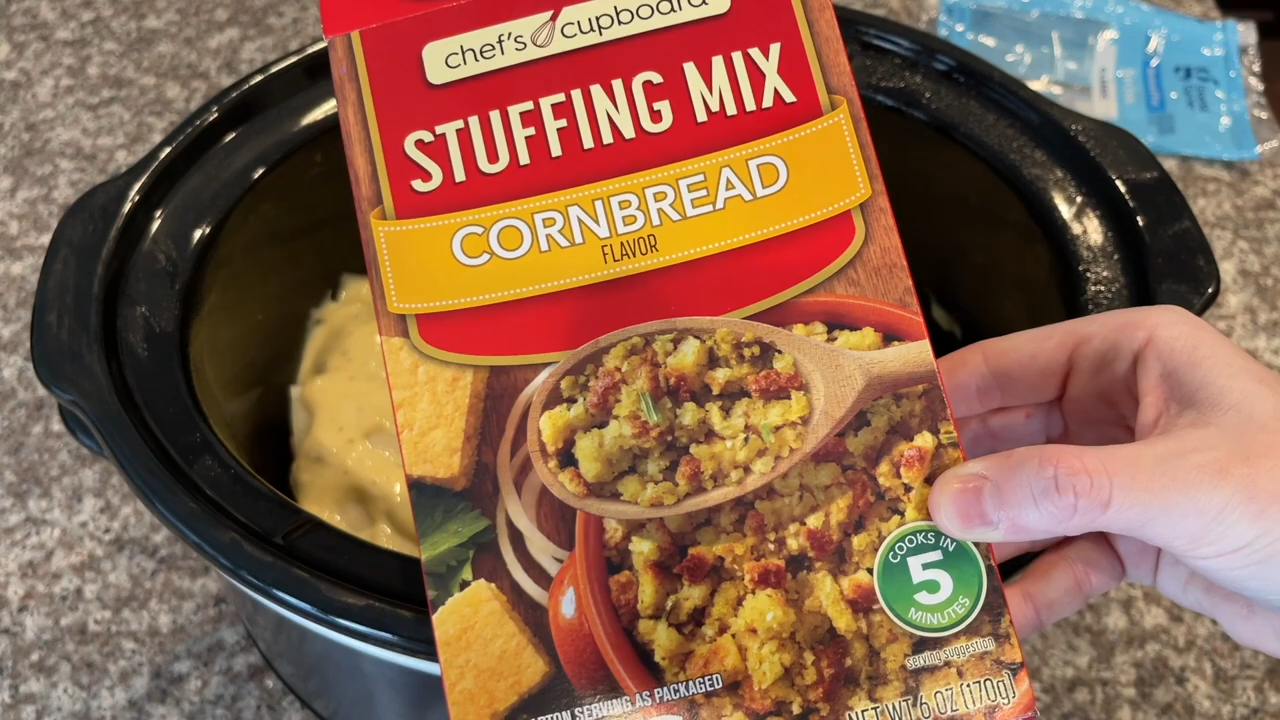 chef's cupboard
STUFFING MIX
CORNBREAD
FLAVOR
COOKS IN
5
MINUTES
serving suggestion
SERVING AS PACKAGED
NET WT 6 OZ (170g)